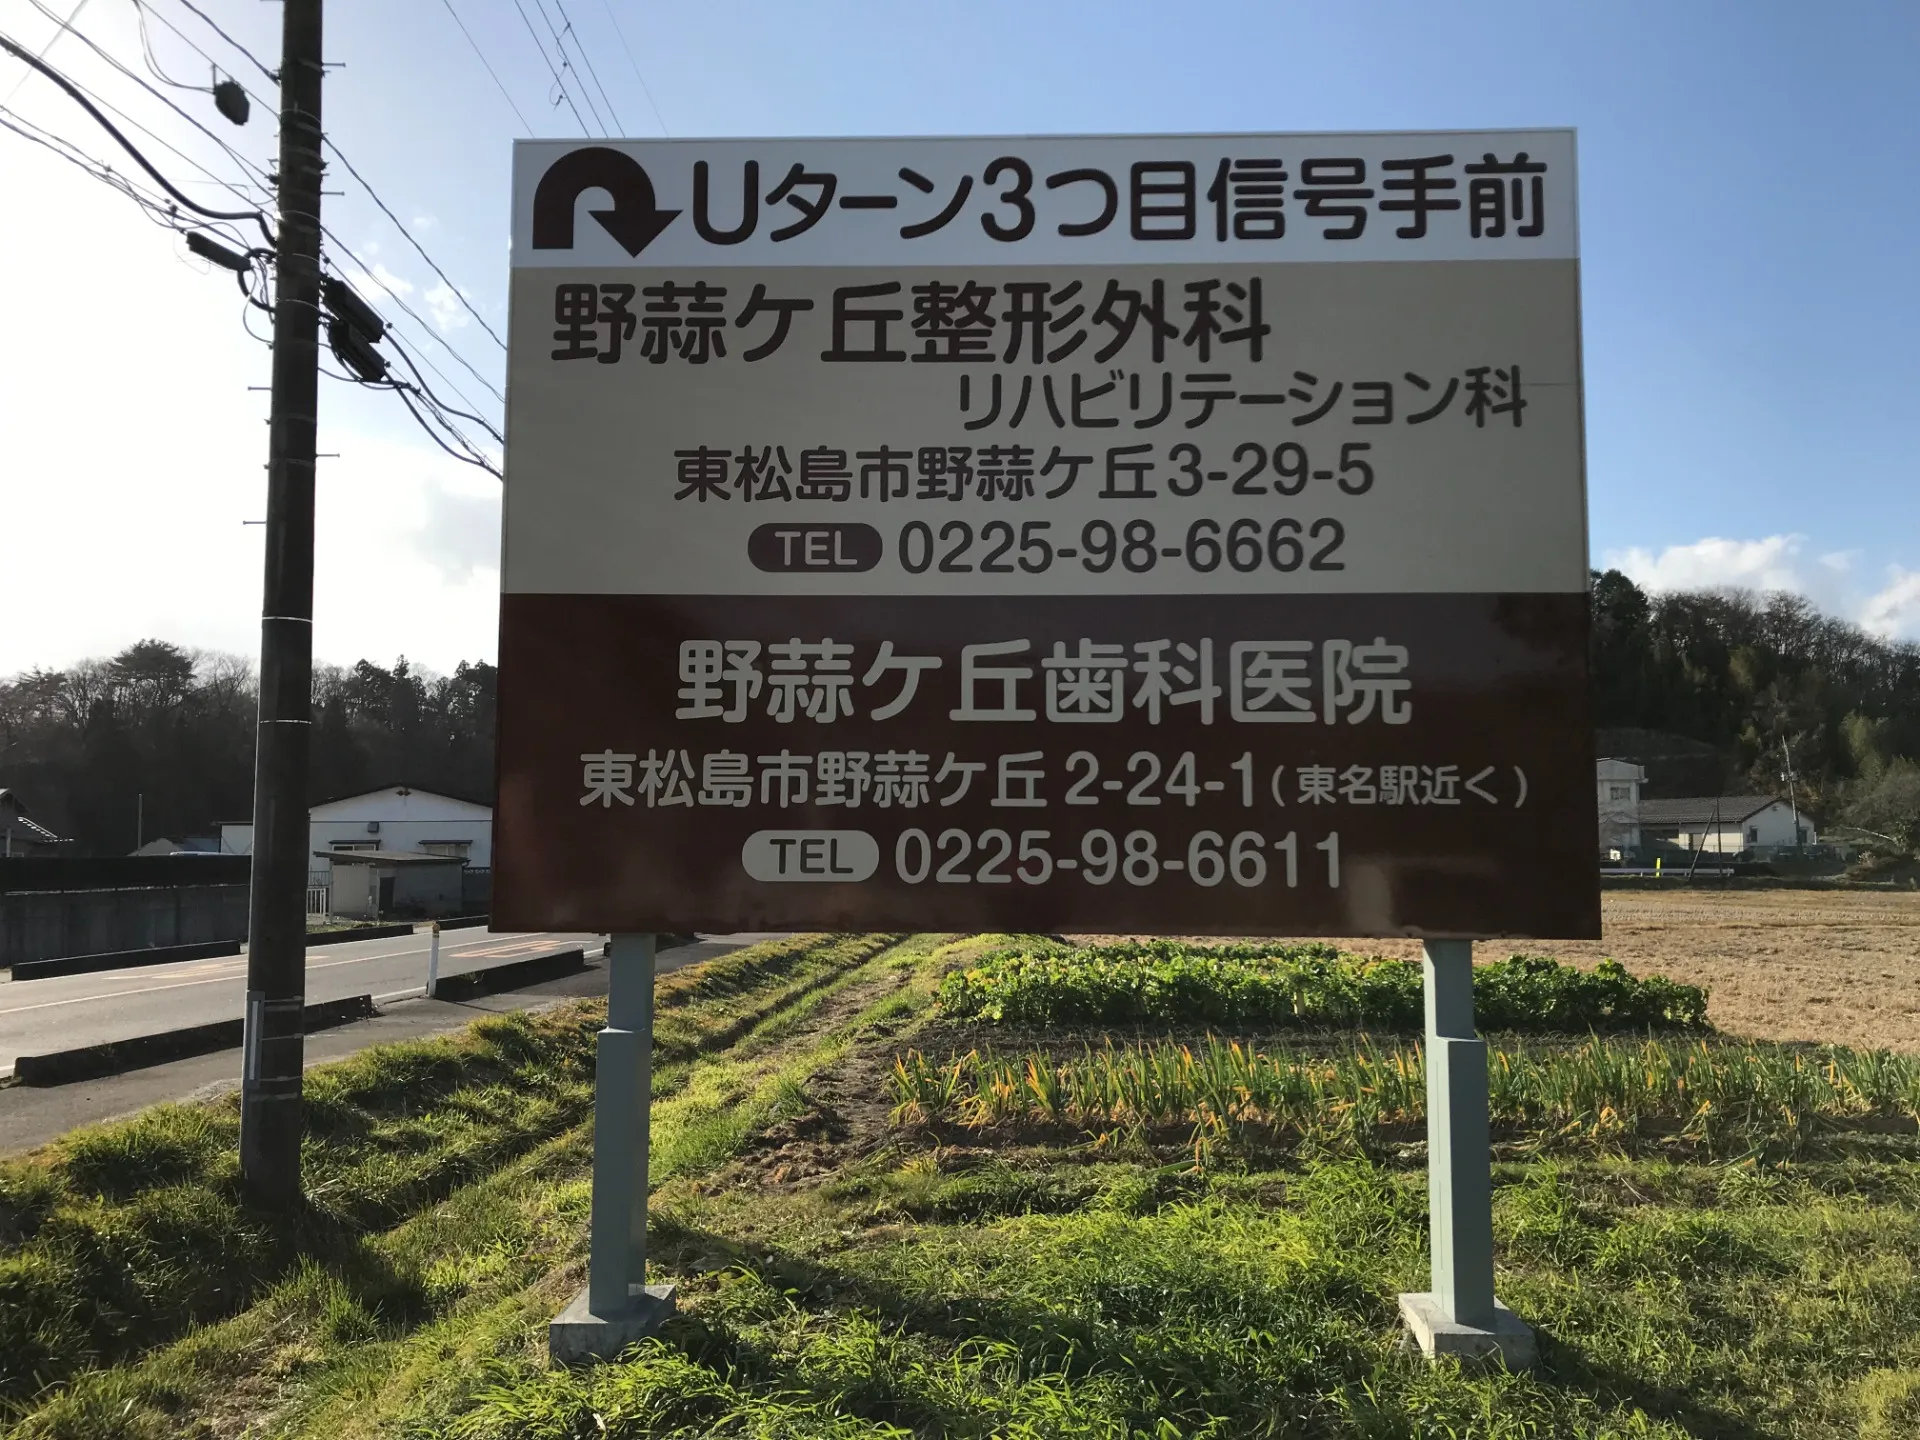 Uターン3つ目信号手前
野蒜ケ丘整形外科
リハビリテーション科
東松島市野蒜ケ丘3-29-5
TEL 0225-98-6662
野蒜ケ丘歯科医院
東松島市野蒜ケ丘2-24-1(東名駅近く)
TEL 0225-98-6611